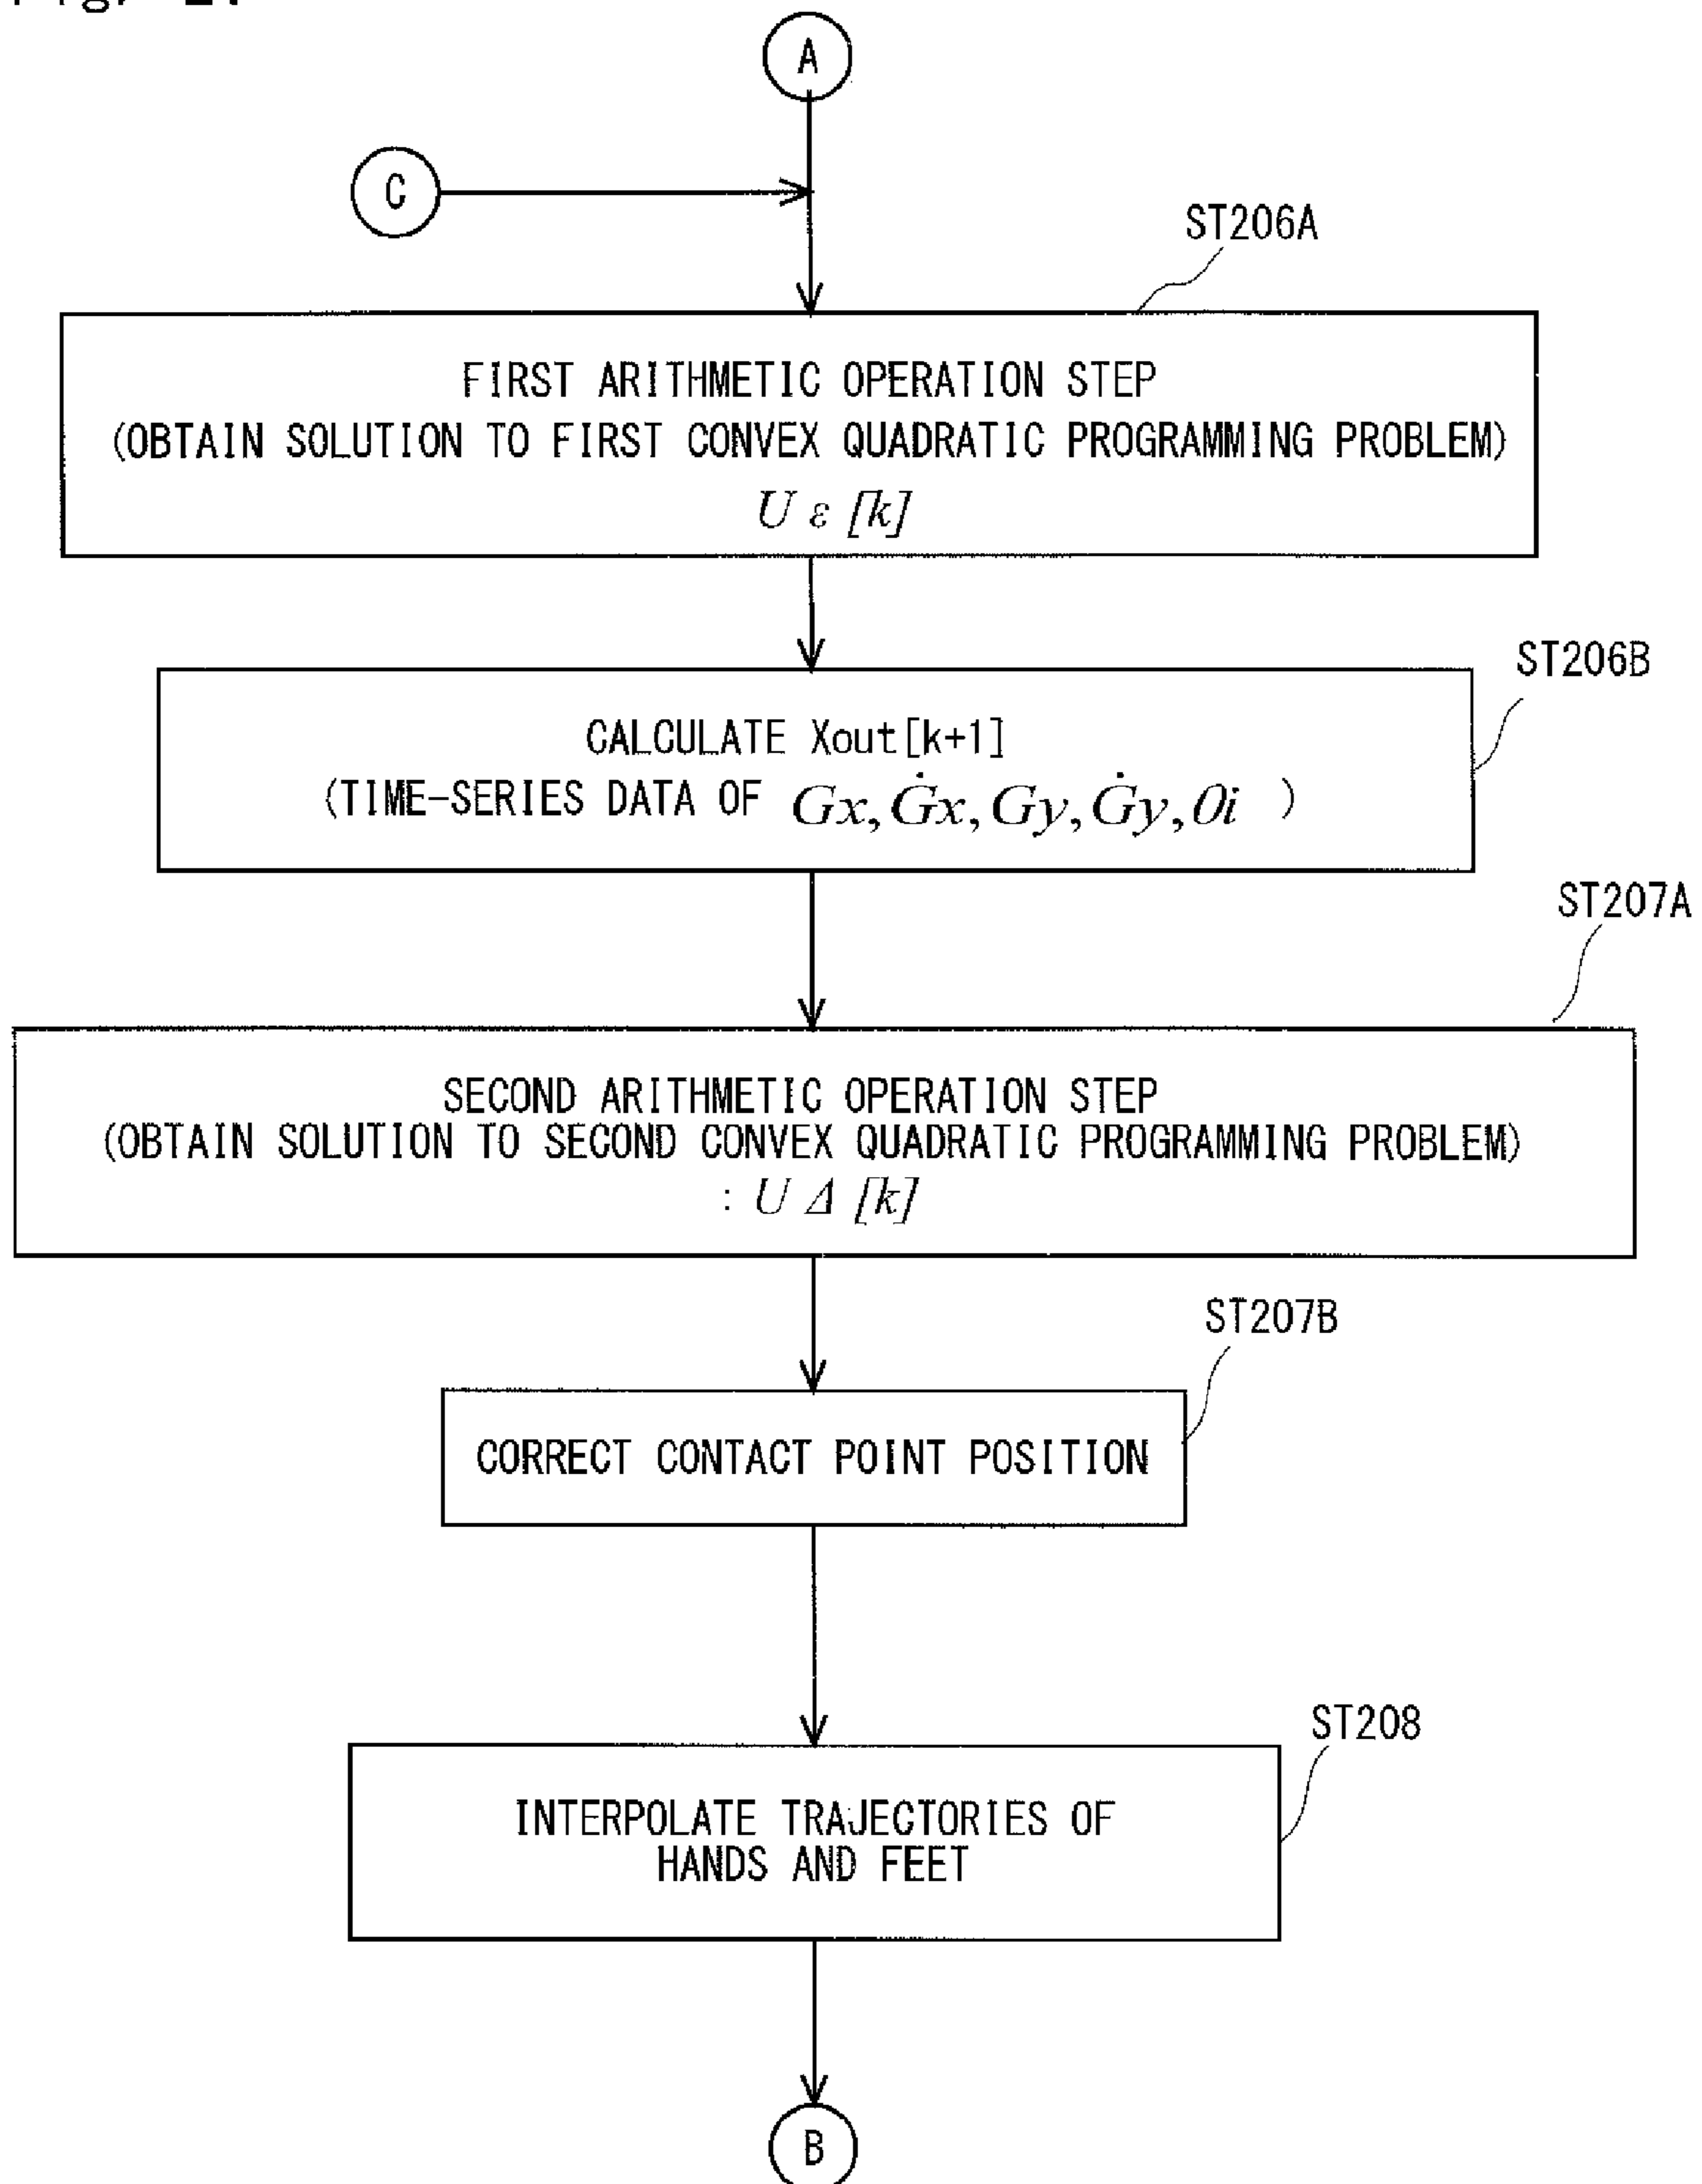 A
C
ST206A
FIRST ARITHMETIC OPERATION STEP
(OBTAIN SOLUTION TO FIRST CONVEX QUADRATIC PROGRAMMING PROBLEM)
U ε [k]
ST206B
CALCULATE Xout[k+1]
(TIME-SERIES DATA OF Gx, Ġx, Gy, Ġy, θi )
ST207A
SECOND ARITHMETIC OPERATION STEP
(OBTAIN SOLUTION TO SECOND CONVEX QUADRATIC PROGRAMMING PROBLEM)
: U Δ [k]
ST207B
CORRECT CONTACT POINT POSITION
ST208
INTERPOLATE TRAJECTORIES OF
HANDS AND FEET
B